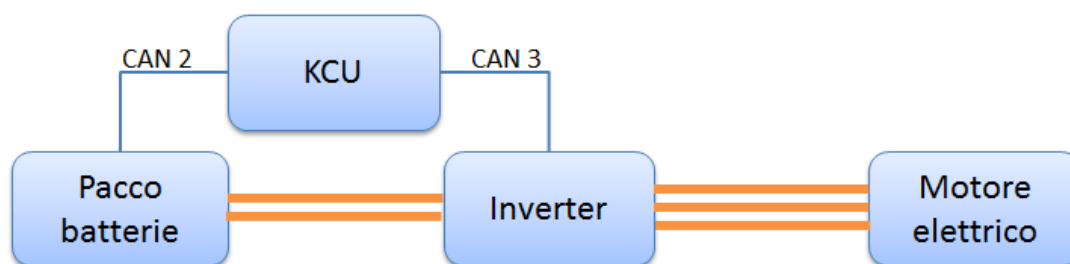 CAN 2
KCU
CAN 3
Pacco
batterie
Inverter
Motore
elettrico